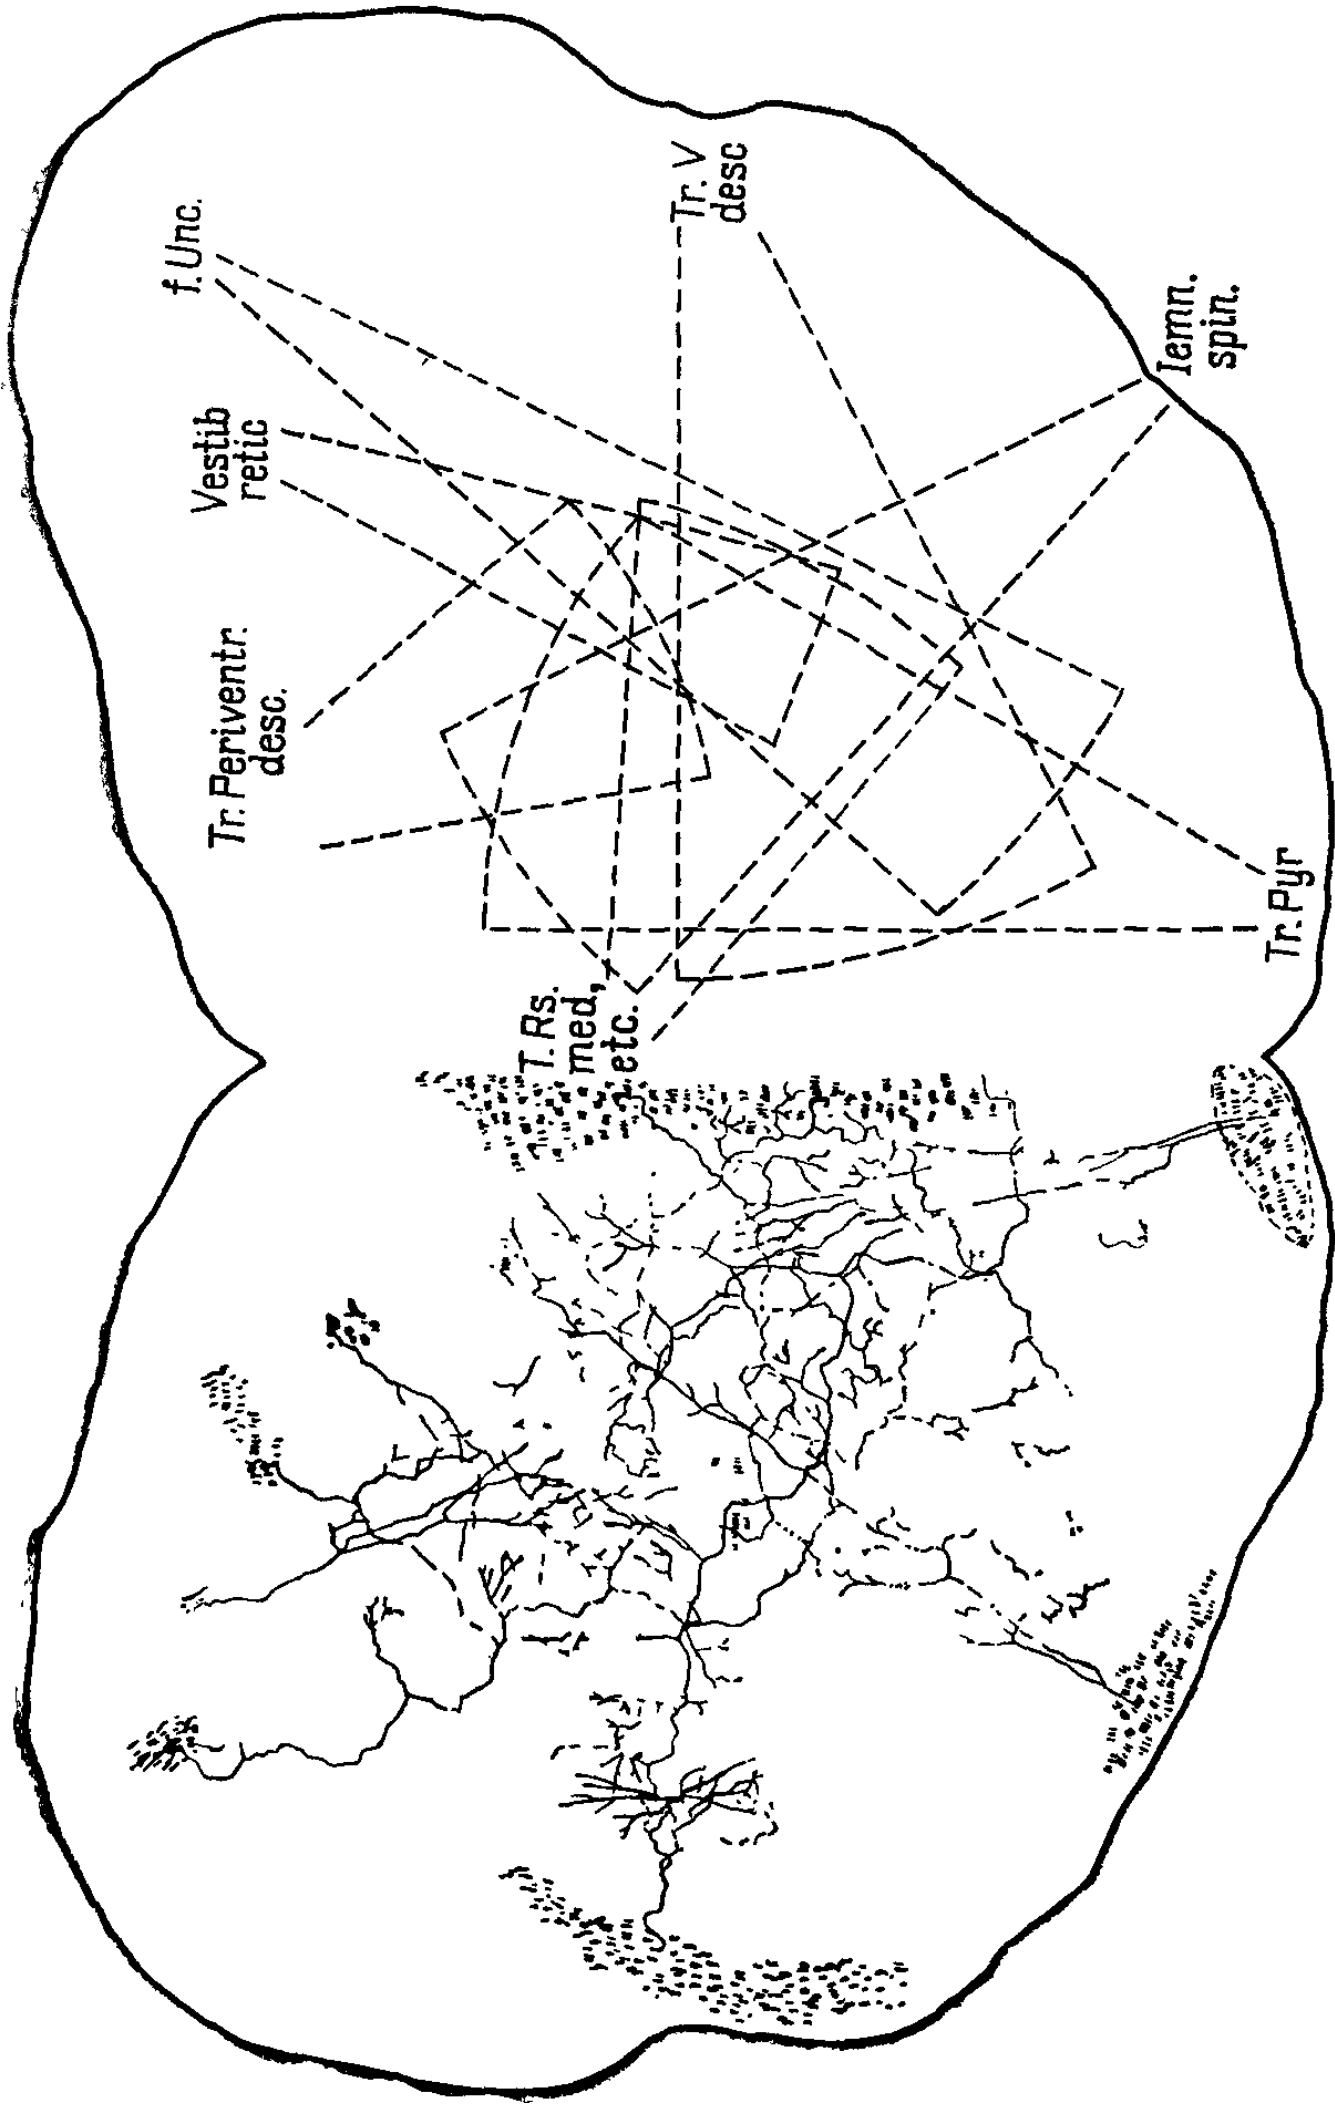 f. Unc.
Vestib
retic
Tr. Periventr.
desc.
Tr. V
desc
T. Rs.
med,
etc.
lemn.
spin.
Tr. Pyr